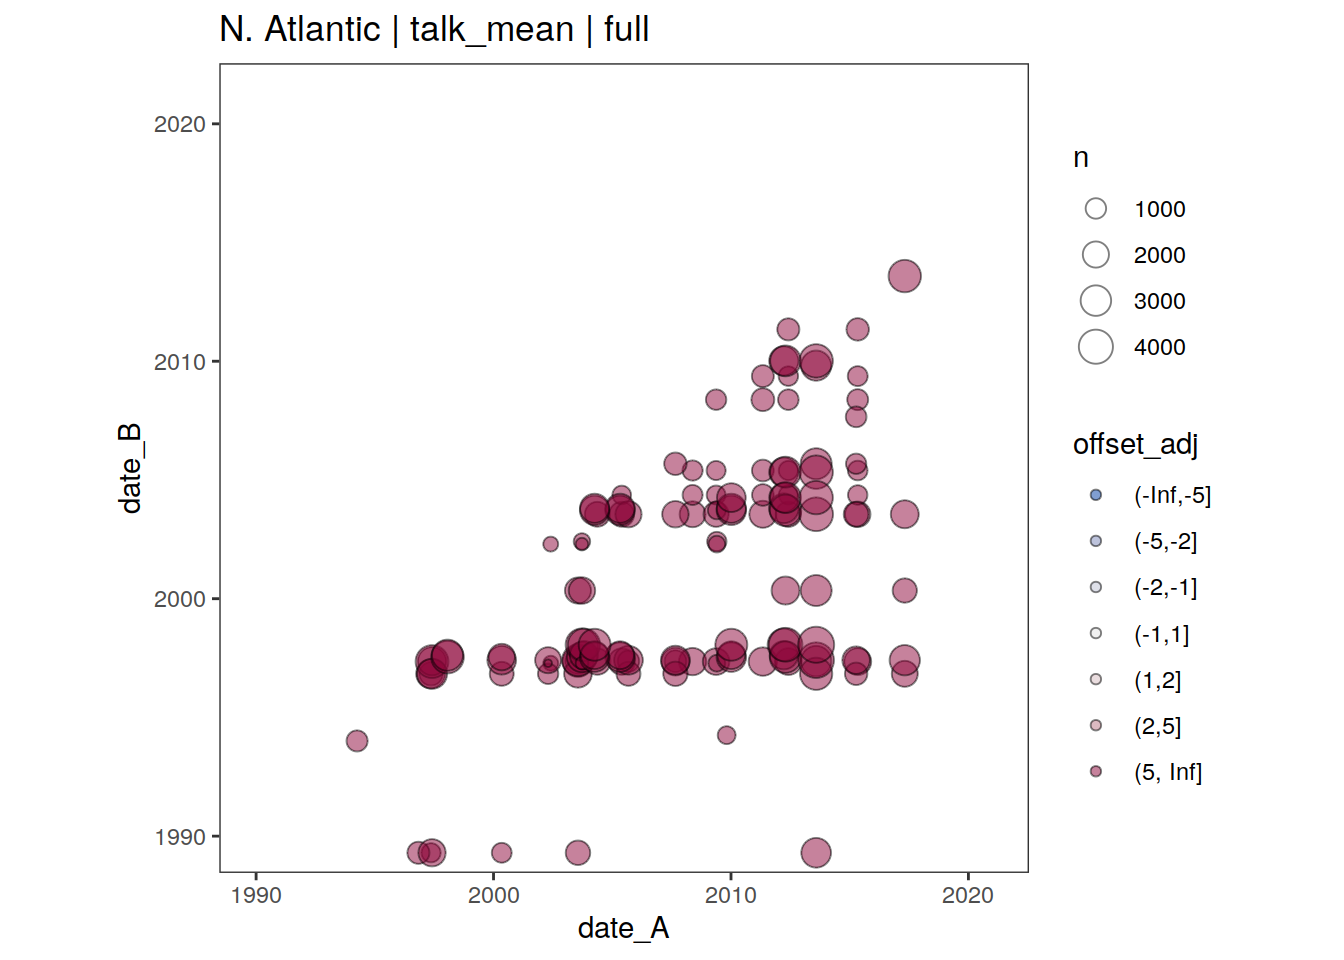 N. Atlantic | talk_mean | full
2020
2010
2000
1990
date_B
1990
2000
2010
2020
date_A
n
1000
2000
3000
4000
offset_adj
(-Inf,-5]
(-5,-2]
(-2,-1]
(-1,1]
(1,2]
(2,5]
(5, Inf]